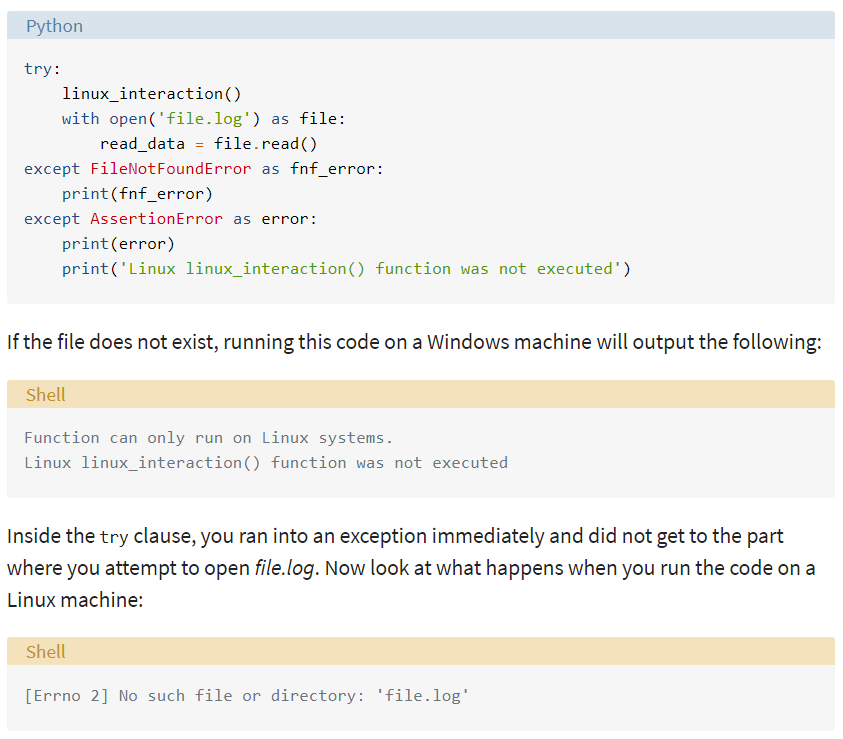 Python
try:
    linux_interaction()
    with open('file.log') as file:
        read_data = file.read()
except FileNotFoundError as fnf_error:
    print(fnf_error)
except AssertionError as error:
    print(error)
    print('Linux linux_interaction() function was not executed')
If the file does not exist, running this code on a Windows machine will output the following:
Shell
Function can only run on Linux systems.
Linux linux_interaction() function was not executed
Inside the try clause, you ran into an exception immediately and did not get to the part
where you attempt to open file.log. Now look at what happens when you run the code on a
Linux machine:
Shell
[Errno 2] No such file or directory: 'file.log'